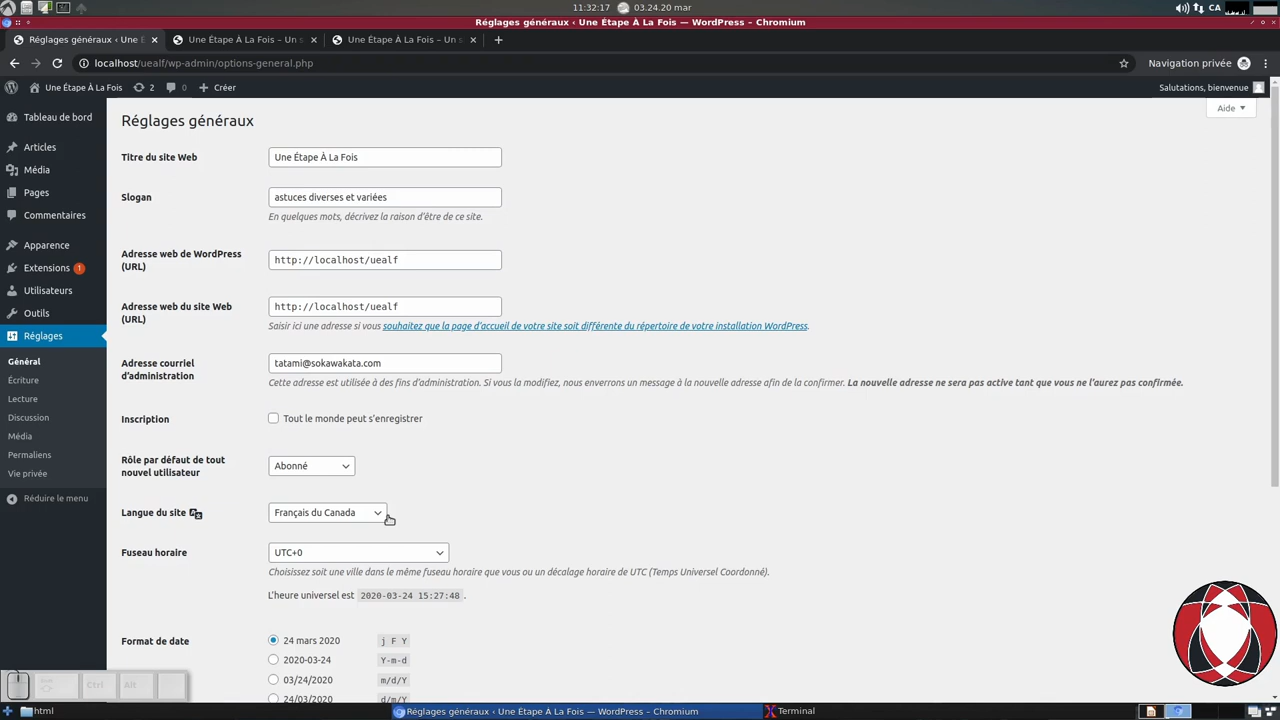 11:32:17 03.24.20 mar
CA
Réglages généraux ‹ Une Étape À La Fois — WordPress – Chromium
Réglages généraux ‹ Une É
Une Étape À La Fois – Un s
Une Étape À La Fois – Un s
localhost/uealf/wp-admin/options-general.php
Navigation privée
Une Étape À La Fois 2 0 Créer
Salutations, bienvenue
Aide
Tableau de bord
Articles
Média
Pages
Commentaires
Apparence
Extensions 1
Utilisateurs
Outils
Réglages
Général
Écriture
Lecture
Discussion
Média
Permaliens
Vie privée
Réduire le menu
Réglages généraux
Titre du site Web
Une Étape À La Fois
Slogan
astuces diverses et variées
En quelques mots, décrivez la raison d’être de ce site.
Adresse web de WordPress
(URL)
http://localhost/uealf
Adresse web du site Web
(URL)
http://localhost/uealf
Saisir ici une adresse si vous souhaitez que la page d’accueil de votre site soit différente du répertoire de votre installation WordPress.
Adresse courriel
d’administration
tatami@sokawakata.com
Cette adresse est utilisée à des fins d’administration. Si vous la modifiez, nous enverrons un message à la nouvelle adresse afin de la confirmer. La nouvelle adresse ne sera pas active tant que vous ne l’aurez pas confirmée.
Inscription
Tout le monde peut s’enregistrer
Rôle par défaut de tout
nouvel utilisateur
Abonné
Langue du site
Français du Canada
Fuseau horaire
UTC+0
Choisissez soit une ville dans le même fuseau horaire que vous ou un décalage horaire de UTC (Temps Universel Coordonné).
L’heure universel est 2020-03-24 15:27:48 .
Format de date
24 mars 2020 j F Y
2020-03-24 Y-m-d
03/24/2020 m/d/Y
24/03/2020 d/m/Y
Ctrl Alt
html
Réglages généraux ‹ Une Étape À La Fois — WordPress – Chromium
Terminal